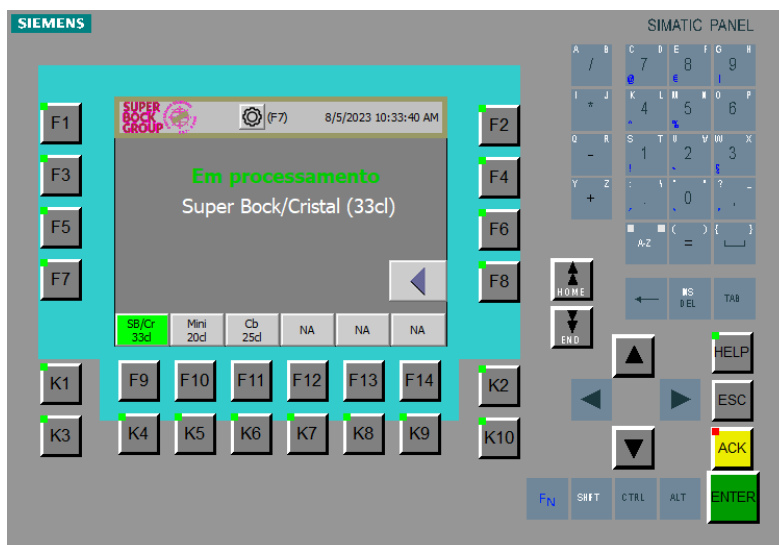 SIEMENS
SIMATIC PANEL
A B C D E F G H
/ 7 8 9
@ € |
I J K L M N O P
* 4 5 6
^ %
Q R S T U V W X
- 1 2 3
! §
Y Z : \ " ' ? _
+ . 0 ,
( ) { }
A-Z =
SUPER
BOCK
GROUP
(F7)
8/5/2023 10:33:40 AM
Em processamento
Super Bock/Cristal (33cl)
SB/Cr
33cl
Mini
20cl
Cb
25cl
NA
NA
NA
F1
F2
F3
F4
F5
F6
F7
F8
K1
F9 F10 F11 F12 F13 F14
K2
K3
K4 K5 K6 K7 K8 K9
K10
HOME
END
INS
DEL
TAB
HELP
ESC
ACK
FN SHIFT CTRL ALT ENTER